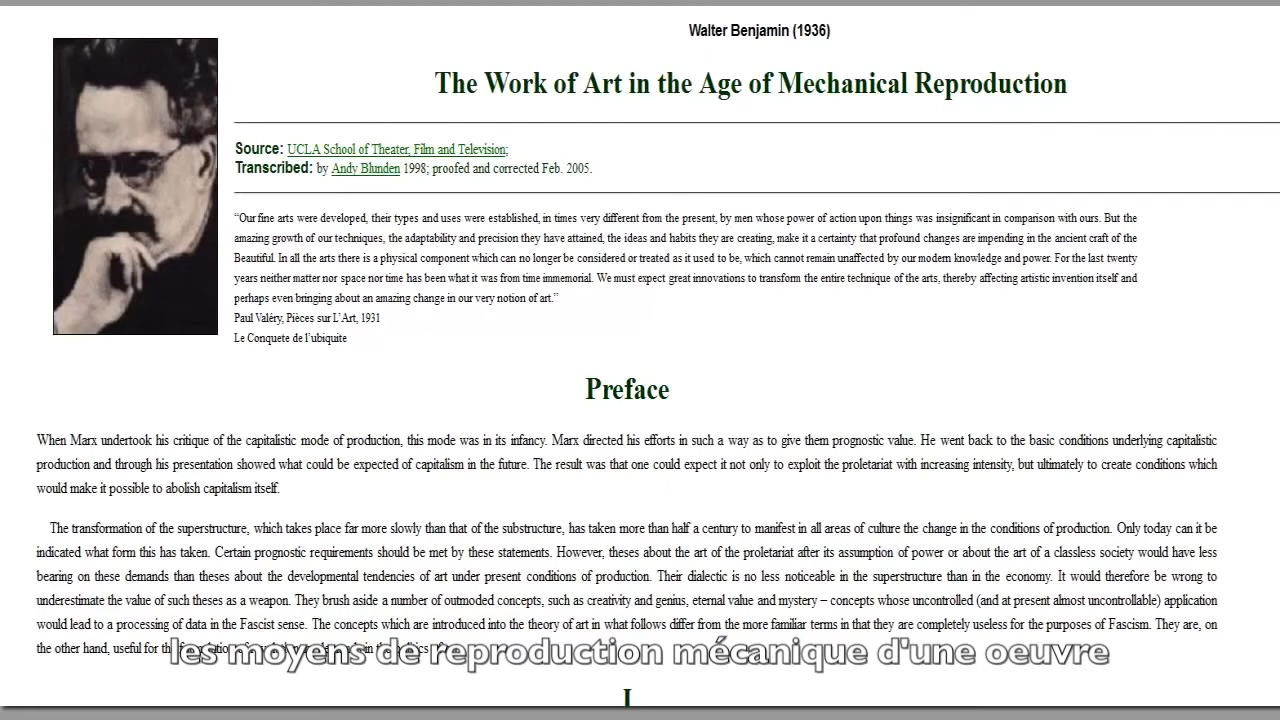 Walter Benjamin (1936)
The Work of Art in the Age of Mechanical Reproduction
Source: UCLA School of Theater, Film and Television;
Transcribed: by Andy Blunden 1998; proofed and corrected Feb. 2005.
“Our fine arts were developed, their types and uses were established, in times very different from the present, by men whose power of action upon things was insignificant in comparison with ours. But the
amazing growth of our techniques, the adaptability and precision they have attained, the ideas and habits they are creating, make it a certainty that profound changes are impending in the ancient craft of the
Beautiful. In all the arts there is a physical component which can no longer be considered or treated as it used to be, which cannot remain unaffected by our modern knowledge and power. For the last twenty
years neither matter nor space nor time has been what it was from time immemorial. We must expect great innovations to transform the entire technique of the arts, thereby affecting artistic invention itself and
perhaps even bringing about an amazing change in our very notion of art.”
Paul Valéry, Pièces sur L’Art, 1931
Le Conquete de l’ubiquite
Preface
When Marx undertook his critique of the capitalistic mode of production, this mode was in its infancy. Marx directed his efforts in such a way as to give them prognostic value. He went back to the basic conditions underlying capitalistic
production and through his presentation showed what could be expected of capitalism in the future. The result was that one could expect it not only to exploit the proletariat with increasing intensity, but ultimately to create conditions which
would make it possible to abolish capitalism itself.
The transformation of the superstructure, which takes place far more slowly than that of the substructure, has taken more than half a century to manifest in all areas of culture the change in the conditions of production. Only today can it be
indicated what form this has taken. Certain prognostic requirements should be met by these statements. However, theses about the art of the proletariat after its assumption of power or about the art of a classless society would have less
bearing on these demands than theses about the developmental tendencies of art under present conditions of production. Their dialectic is no less noticeable in the superstructure than in the economy. It would therefore be wrong to
underestimate the value of such theses as a weapon. They brush aside a number of outmoded concepts, such as creativity and genius, eternal value and mystery – concepts whose uncontrolled (and at present almost uncontrollable) application
would lead to a processing of data in the Fascist sense. The concepts which are introduced into the theory of art in what follows differ from the more familiar terms in that they are completely useless for the purposes of Fascism. They are, on
the other hand, useful for
les moyens de reproduction mécanique d'une oeuvre
I